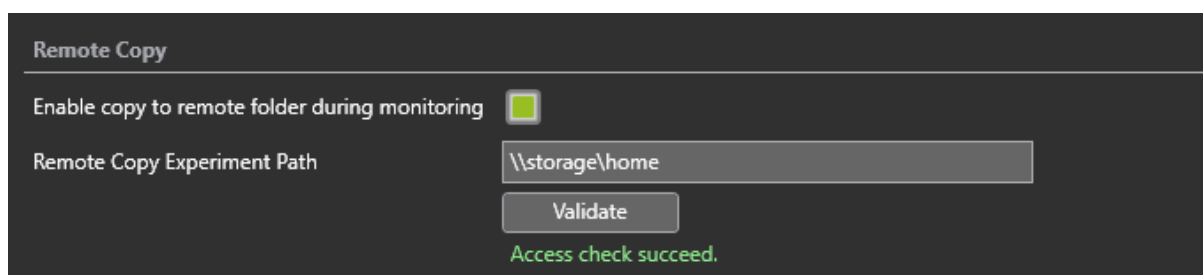 Remote Copy
Enable copy to remote folder during monitoring
Remote Copy Experiment Path \\storage\home
Validate
Access check succeed.